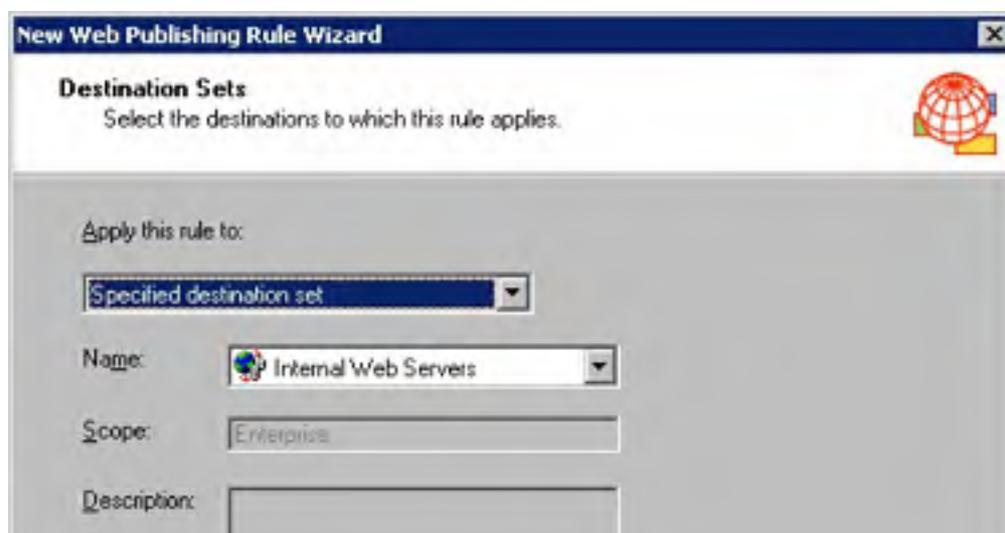 New Web Publishing Rule Wizard
Destination Sets
Select the destinations to which this rule applies.
Apply this rule to:
Specified destination set
Name: Internal Web Servers
Scope: Enterprise
Description: